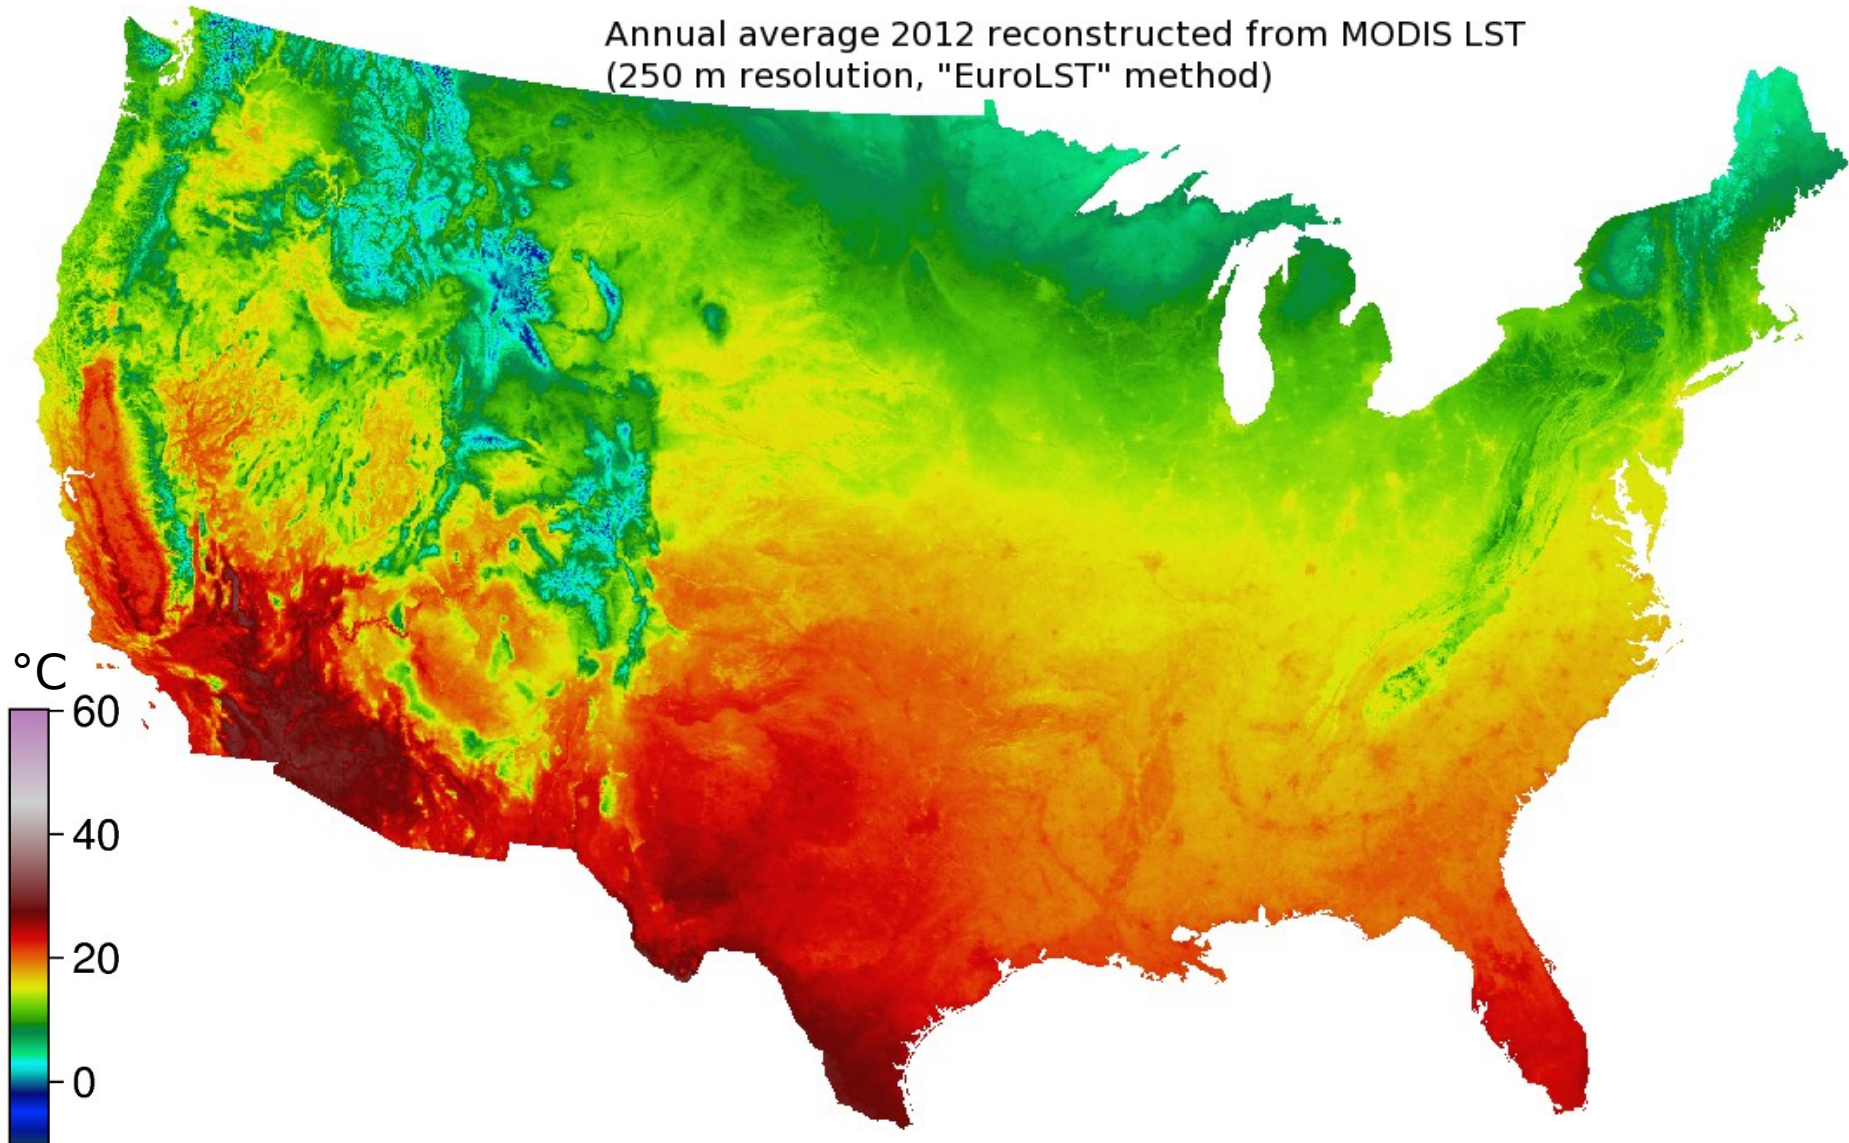 Annual average 2012 reconstructed from MODIS LST
(250 m resolution, "EuroLST" method)
°C
60
40
20
0